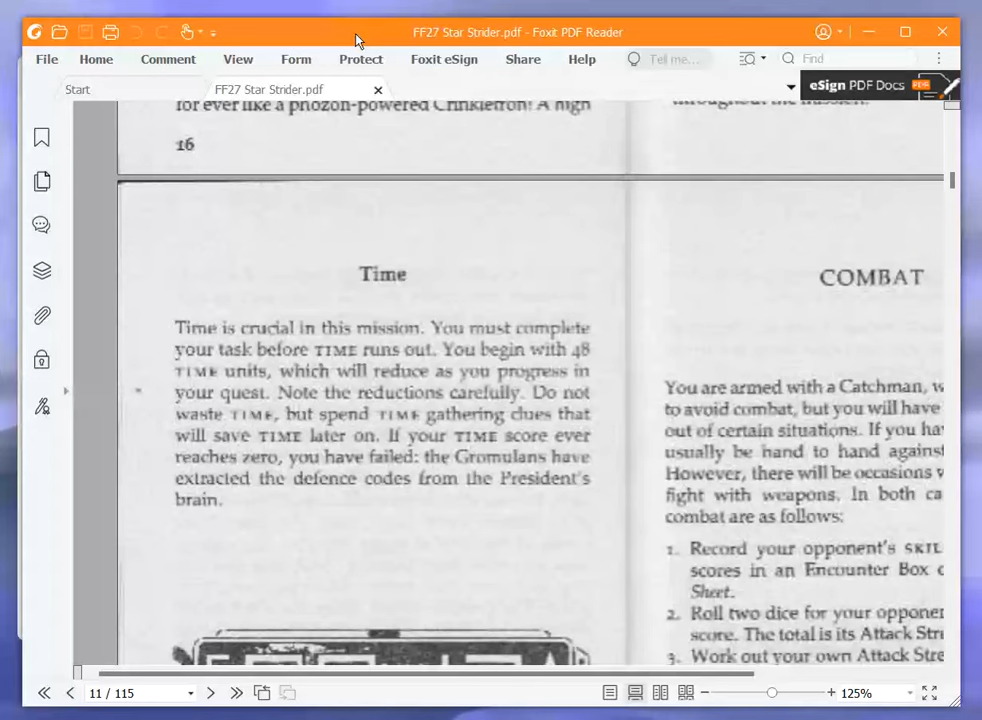 FF27 Star Strider.pdf - Foxit PDF Reader
File Home Comment View Form Protect Foxit eSign Share Help Tell me... Find
Start FF27 Star Strider.pdf eSign PDF Docs
for ever like a phozon-powered Crinkletron! A high
throughout the mission.
16
Time
Time is crucial in this mission. You must complete
your task before TIME runs out. You begin with 48
TIME units, which will reduce as you progress in
your quest. Note the reductions carefully. Do not
waste TIME, but spend TIME gathering clues that
will save TIME later on. If your TIME score ever
reaches zero, you have failed: the Gromulans have
extracted the defence codes from the President's
brain.
COMBAT
You are armed with a Catchman, w
to avoid combat, but you will have
out of certain situations. If you ha
usually be hand to hand against
However, there will be occasions w
fight with weapons. In both ca
combat are as follows:
1. Record your opponent's SKIL
scores in an Encounter Box o
Sheet.
2. Roll two dice for your opponen
score. The total is its Attack Stre
3. Work out your own Attack Stre
11 / 115 125%